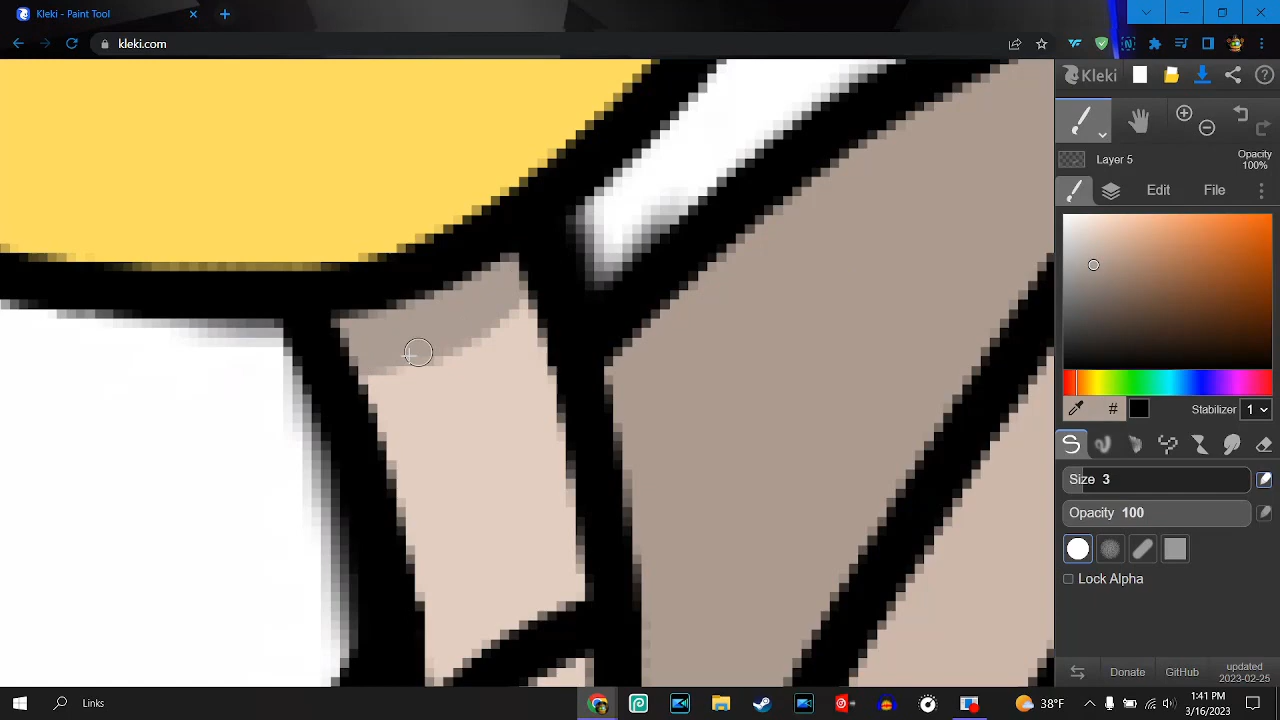 Kleki - Paint Tool
kleki.com
Kleki
Layer 5
Opacity
100%
Edit
File
#
Stabilizer
1
Size 3
Opacity 100
Lock Alpha
Donate
GitHub
updated
2023-02-28
Links
38°F
1:41 PM
3/16/2023